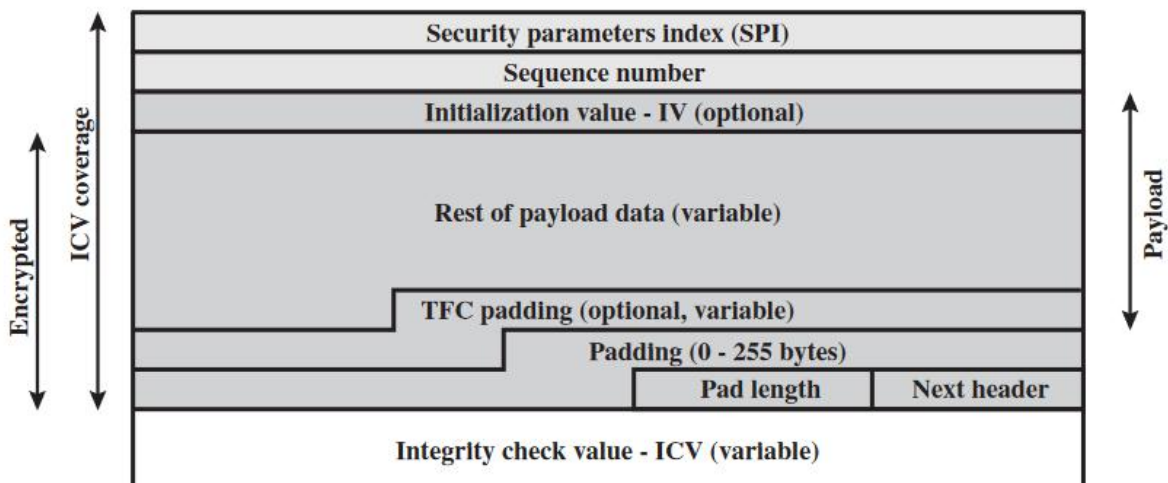 Security parameters index (SPI)
Sequence number
Initialization value - IV (optional)
Rest of payload data (variable)
TFC padding (optional, variable)
Padding (0 - 255 bytes)
Pad length
Next header
Integrity check value - ICV (variable)
Encrypted
ICV coverage
Payload